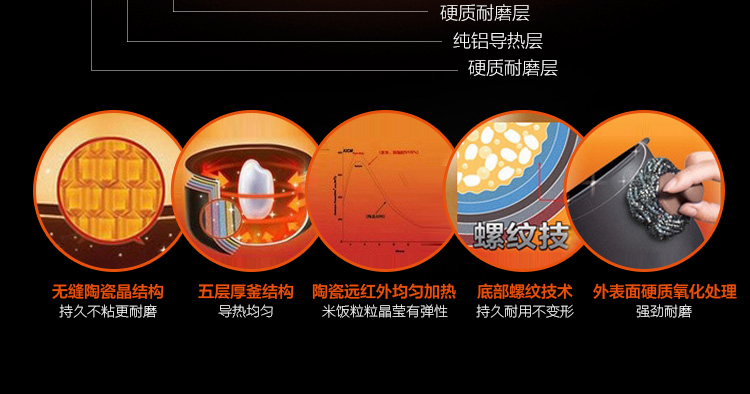 硬质耐磨层
纯铝导热层
硬质耐磨层
螺纹技
无缝陶瓷晶结构
五层厚釜结构
陶瓷远红外均匀加热
底部螺纹技术
外表面硬质氧化处理
持久不粘更耐磨
导热均匀
米饭粒粒晶莹有弹性
持久耐用不变形
强劲耐磨